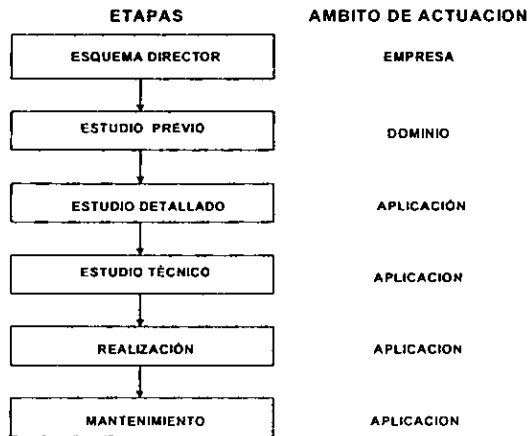 ETAPAS AMBITO DE ACTUACION
ESQUEMA DIRECTOR EMPRESA
ESTUDIO PREVIO DOMINIO
ESTUDIO DETALLADO APLICACIÓN
ESTUDIO TÉCNICO APLICACION
REALIZACIÓN APLICACION
MANTENIMIENTO APLICACION